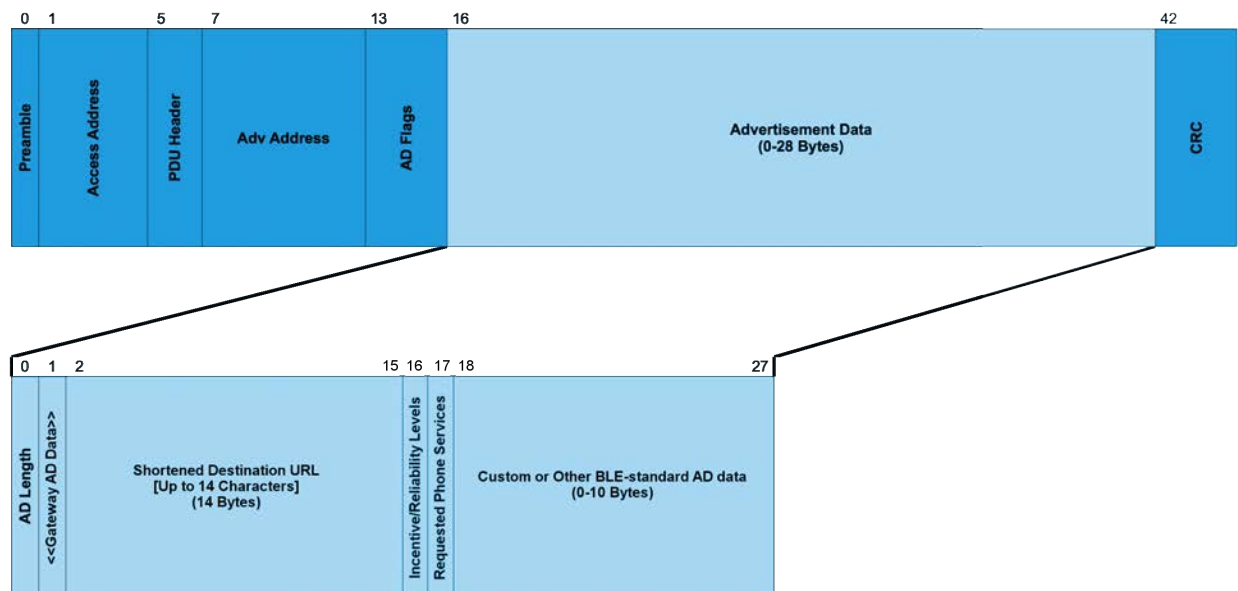 0 1 5 7 13 16 42
Preamble
Access Address
PDU Header
Adv Address
AD Flags
Advertisement Data
(0-28 Bytes)
CRC
0 1 2 15 16 17 18 27
AD Length
<<Gateway AD Data>>
Shortened Destination URL
[Up to 14 Characters]
(14 Bytes)
Incentive/Reliability Levels
Requested Phone Services
Custom or Other BLE-standard AD data
(0-10 Bytes)